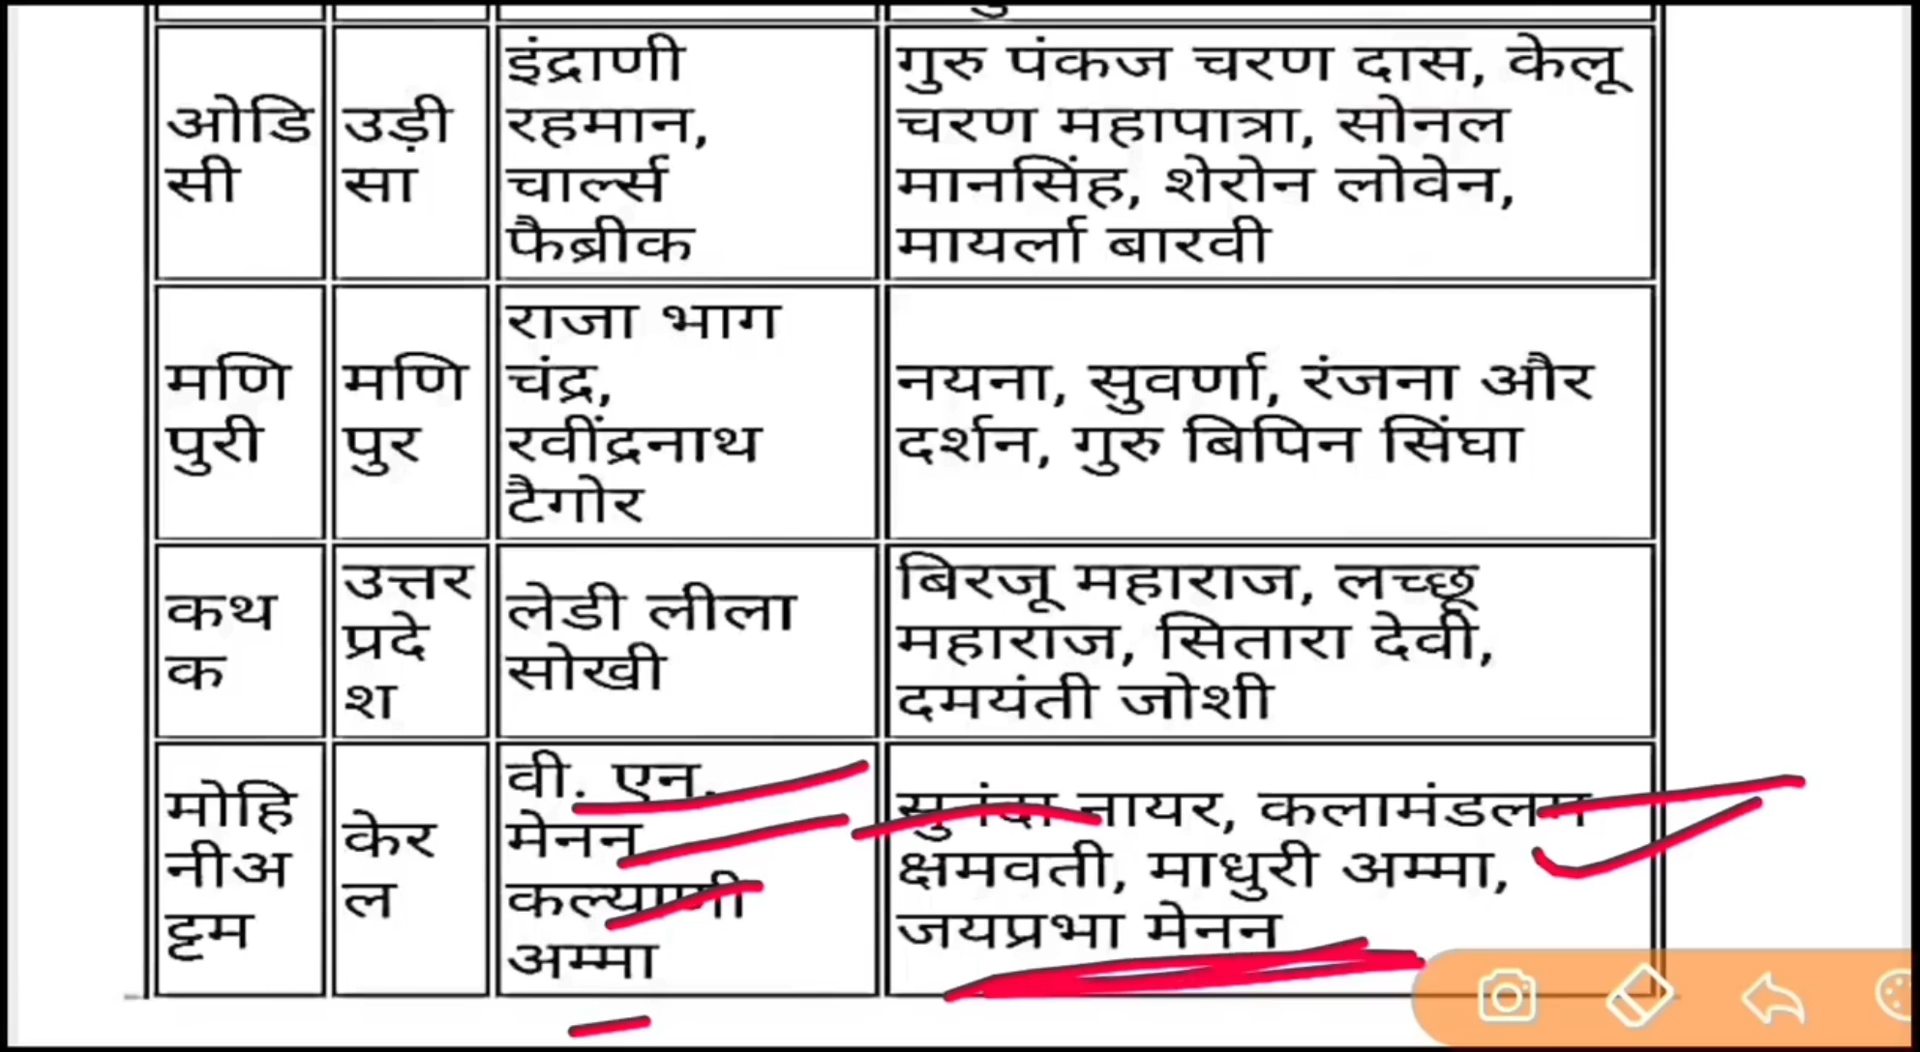 ओडि
सी
उड़ी
सा
इंद्राणी
रहमान,
चार्ल्स
फैब्रीक
गुरु पंकज चरण दास, केलू
चरण महापात्रा, सोनल
मानसिंह, शेरोन लोवेन,
मायर्ला बारवी
मणि
पुरी
मणि
पुर
राजा भाग
चंद्र,
रवींद्रनाथ
टैगोर
नयना, सुवर्णा, रंजना और
दर्शन, गुरु बिपिन सिंघा
कथ
क
उत्तर
प्रदे
श
लेडी लीला
सोखी
बिरजू महाराज, लच्छू
महाराज, सितारा देवी,
दमयंती जोशी
मोहि
नीअ
ट्टम
केर
ल
वी. एन.
मेनन
कल्याणी
अम्मा
सुनंदा नायर, कलामंडलम
क्षमवती, माधुरी अम्मा,
जयप्रभा मेनन